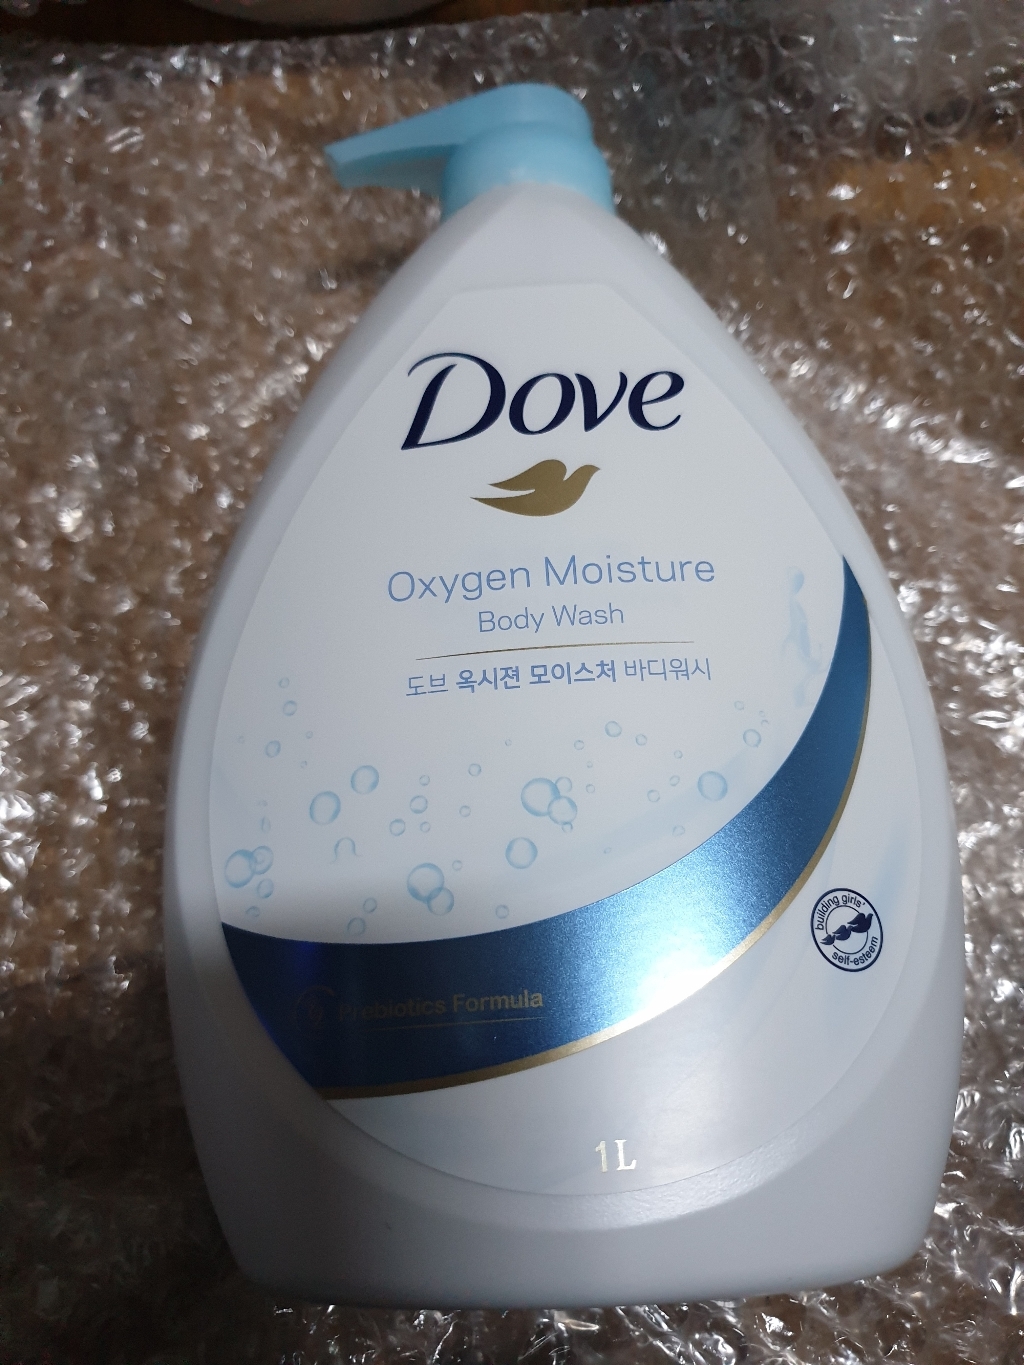 Dove
Oxygen Moisture
Body Wash
도브 옥시젼 모이스처 바디워시
building girls'
self-esteem
Prebiotics Formula
1L